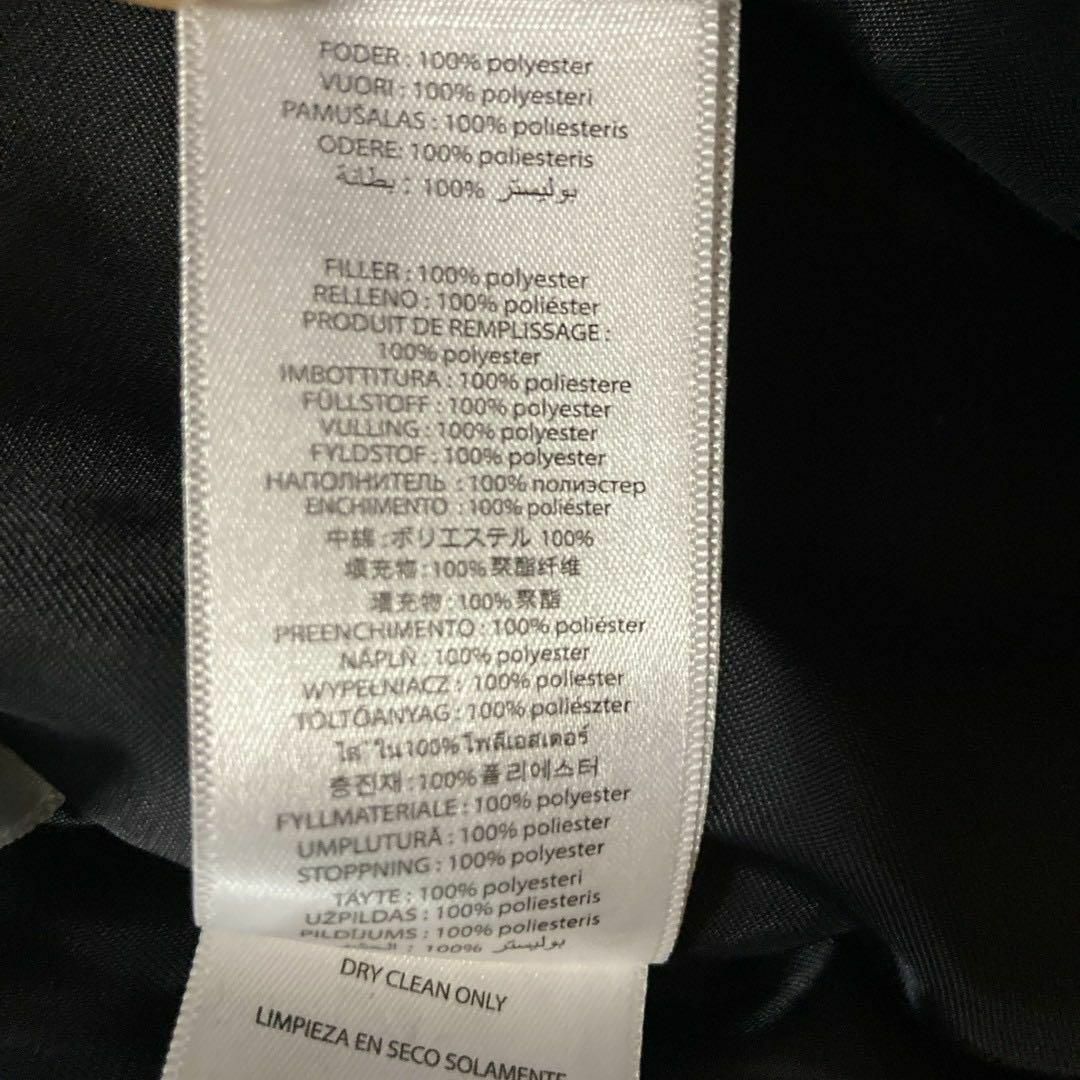 FODER : 100% polyester
VUORI : 100% polyesteri
PAMUŠALAS : 100% poliesteris
ODERE: 100% poliesteris
بطانة : 100% بوليستر
FILLER : 100% polyester
RELLENO : 100% poliéster
PRODUIT DE REMPLISSAGE :
100% polyester
IMBOTTITURA : 100% poliestere
FÜLLSTOFF : 100% polyester
VULLING : 100% polyester
FYLDSTOF : 100% polyester
НАПОЛНИТЕЛЬ : 100% полиэстер
ENCHIMENTO : 100% poliéster
中綿 :ポリエステル 100%
填充物 : 100% 聚酯纤维
填充物 : 100% 聚酯
PREENCHIMENTO : 100% poliéster
NÁPLŇ : 100% polyester
WYPEŁNIACZ : 100% poliester
TÖLTŐANYAG : 100% poliészter
ใส่ ใน 100% โพลีเอสเตอร์
충전재 : 100% 폴리에스터
FYLLMATERIALE : 100% polyester
UMPLUTURĂ : 100% poliester
STOPPNING : 100% polyester
TÄYTE : 100% polyesteri
UŽPILDAS : 100% poliesteris
PILDĪJUMS : 100% poliesteris
: 100% بوليستر
DRY CLEAN ONLY
LIMPIEZA EN SECO SOLAMENTE